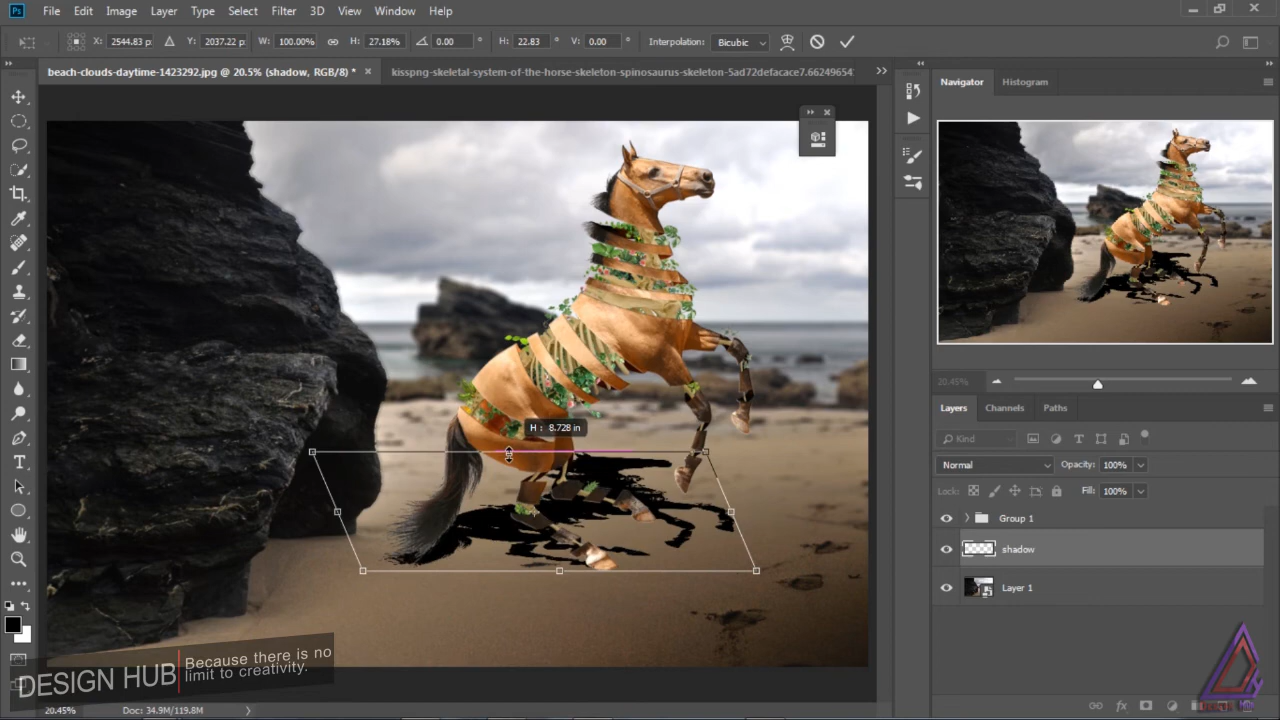 Ps File Edit Image Layer Type Select Filter 3D View Window Help
X: 2544.83 p: Y: 2037.22 p: W: 100.00% H: 27.18% 0.00 ° H: 22.83 ° V: 0.00 ° Interpolation: Bicubic
beach-clouds-daytime-1423292.jpg @ 20.5% (shadow, RGB/8) *
kisspng-skeletal-system-of-the-horse-skeleton-spinosaurus-skeleton-5ad72defacace7.66249654
Navigator Histogram
20.45%
Layers Channels Paths
Kind
Normal Opacity: 100%
Lock: Fill: 100%
Group 1
shadow
Layer 1
H : 8.728 in
DESIGN HUB
Because there is no
limit to creativity.
20.45% Doc: 34.9M/119.8M